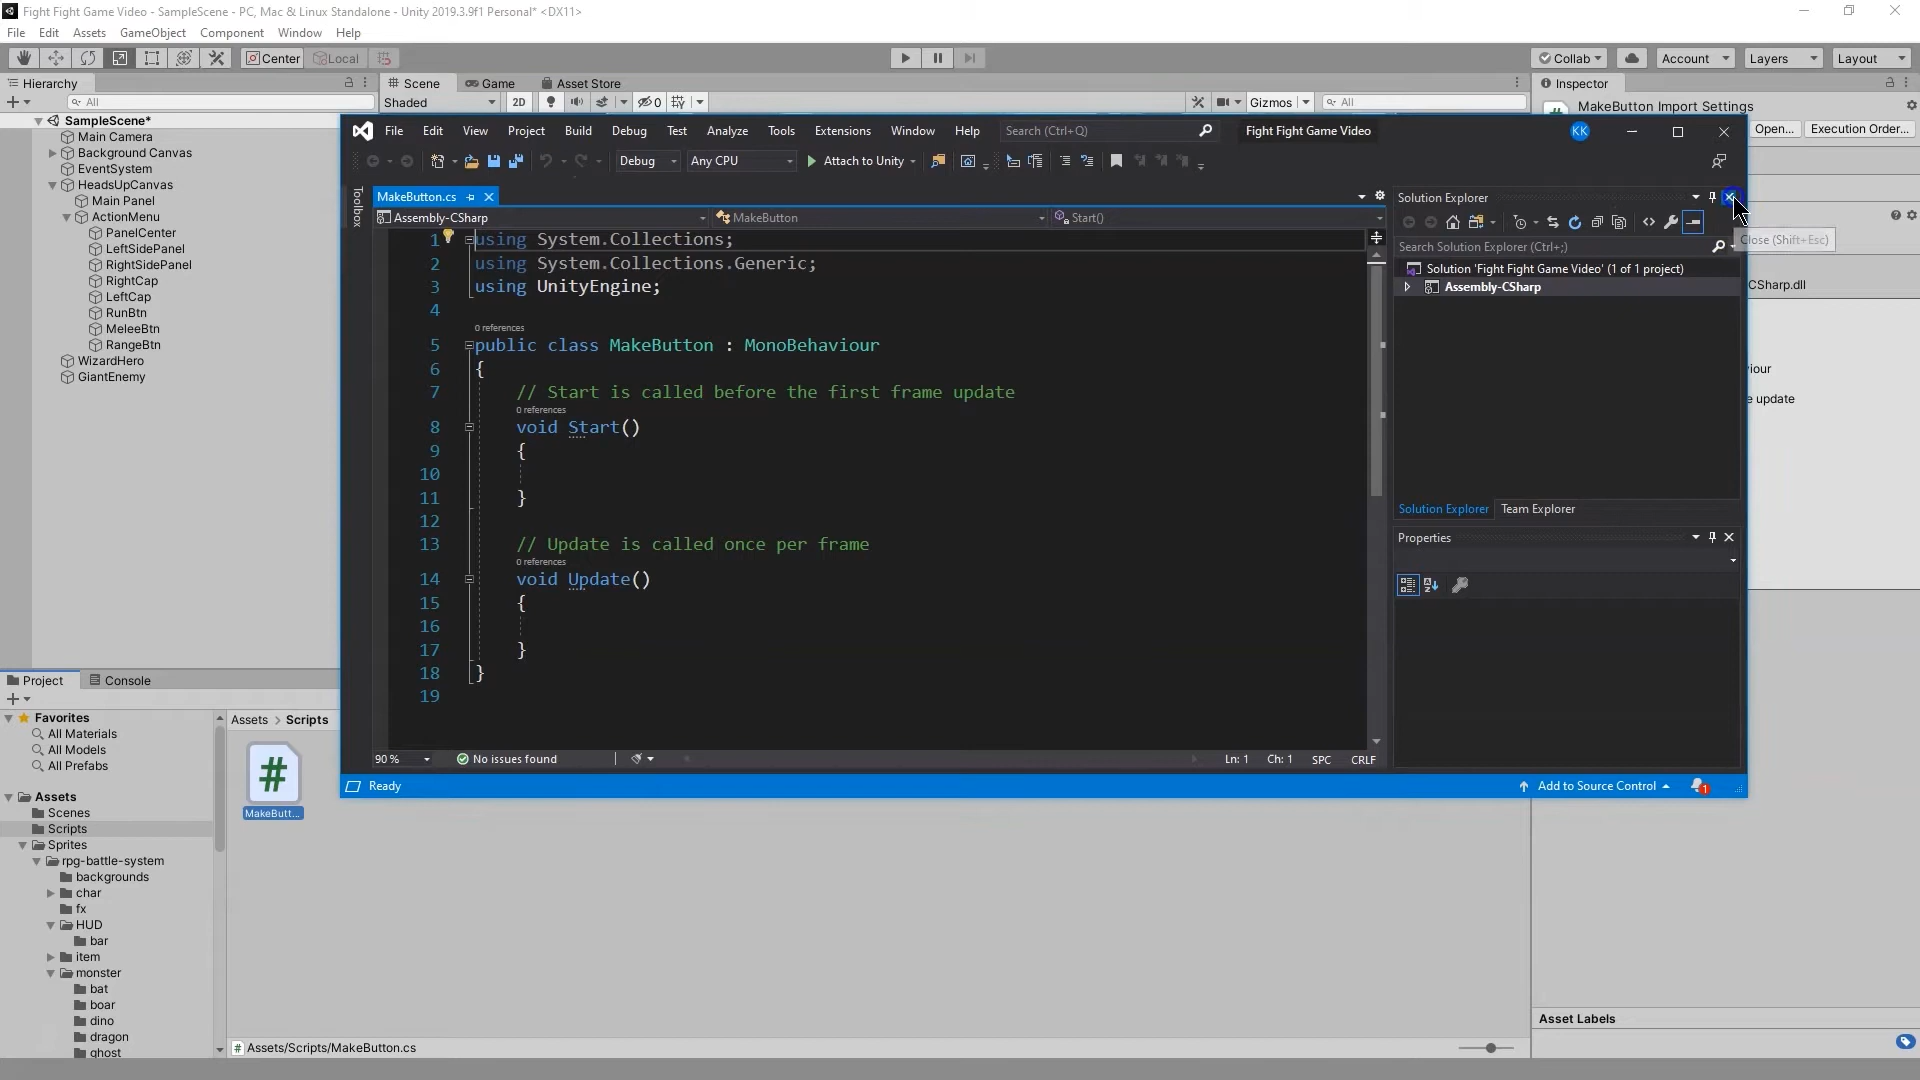 Fight Fight Game Video - SampleScene - PC, Mac & Linux Standalone - Unity 2019.3.9f1 Personal* <DX11>
File Edit Assets GameObject Component Window Help
Center Local
Collab Account Layers Layout
Hierarchy
All
SampleScene*
Main Camera
Background Canvas
EventSystem
HeadsUpCanvas
Main Panel
ActionMenu
PanelCenter
LeftSidePanel
RightSidePanel
RightCap
LeftCap
RunBtn
MeleeBtn
RangeBtn
WizardHero
GiantEnemy
Scene Game Asset Store
Shaded 2D 0 Gizmos All
Inspector
MakeButton Import Settings
Open... Execution Order...
CSharp.dll
iour
e update
File Edit View Project Build Debug Test Analyze Tools Extensions Window Help Search (Ctrl+Q) Fight Fight Game Video KK
Debug Any CPU Attach to Unity
Toolbox
MakeButton.cs
Assembly-CSharp MakeButton Start()
1 using System.Collections;
2 using System.Collections.Generic;
3 using UnityEngine;
4
0 references
5 public class MakeButton : MonoBehaviour
6 {
7 // Start is called before the first frame update
0 references
8 void Start()
9 {
10
11 }
12
13 // Update is called once per frame
0 references
14 void Update()
15 {
16
17 }
18 }
19
90 % No issues found Ln: 1 Ch: 1 SPC CRLF
Ready Add to Source Control 1
Solution Explorer
Close (Shift+Esc)
Search Solution Explorer (Ctrl+;)
Solution 'Fight Fight Game Video' (1 of 1 project)
Assembly-CSharp
Solution Explorer Team Explorer
Properties
Project Console
Favorites
All Materials
All Models
All Prefabs
Assets
Scenes
Scripts
Sprites
rpg-battle-system
backgrounds
char
fx
HUD
bar
item
monster
bat
boar
dino
dragon
ghost
Assets > Scripts
#
MakeButt...
Assets/Scripts/MakeButton.cs
Asset Labels